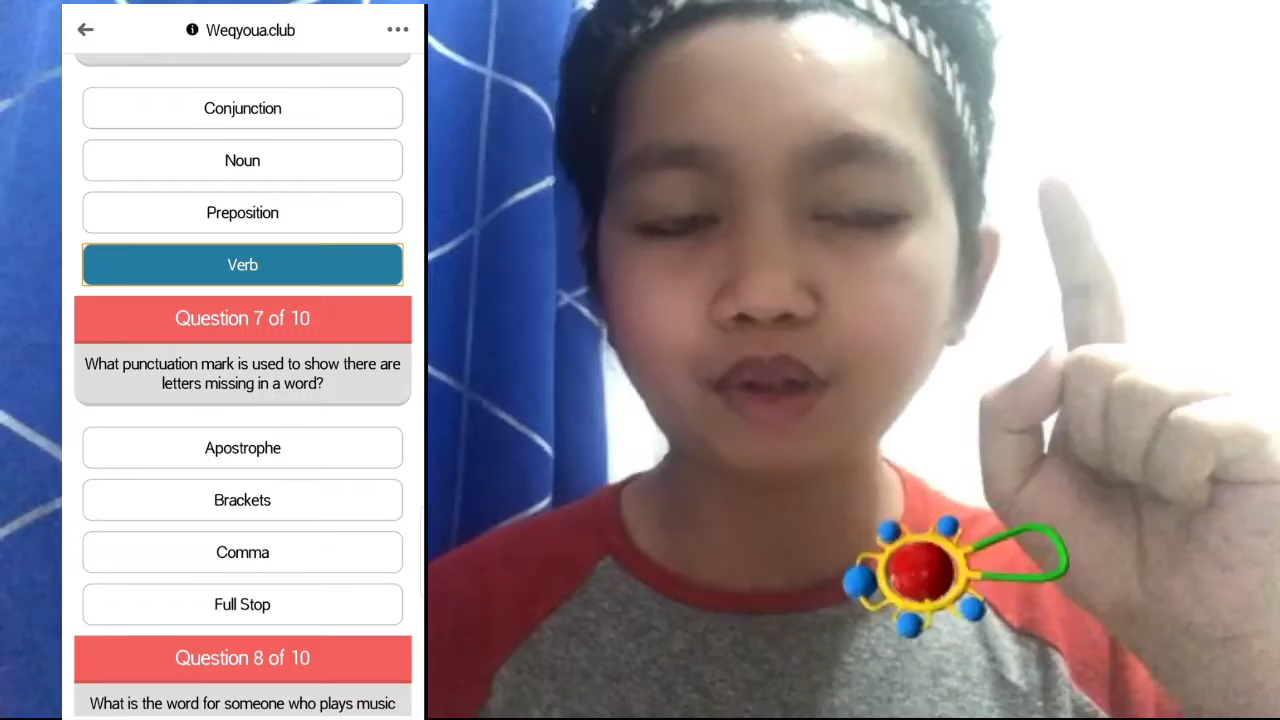 Weqyoua.club
Conjunction
Noun
Preposition
Verb
Question 7 of 10
What punctuation mark is used to show there are
letters missing in a word?
Apostrophe
Brackets
Comma
Full Stop
Question 8 of 10
What is the word for someone who plays music